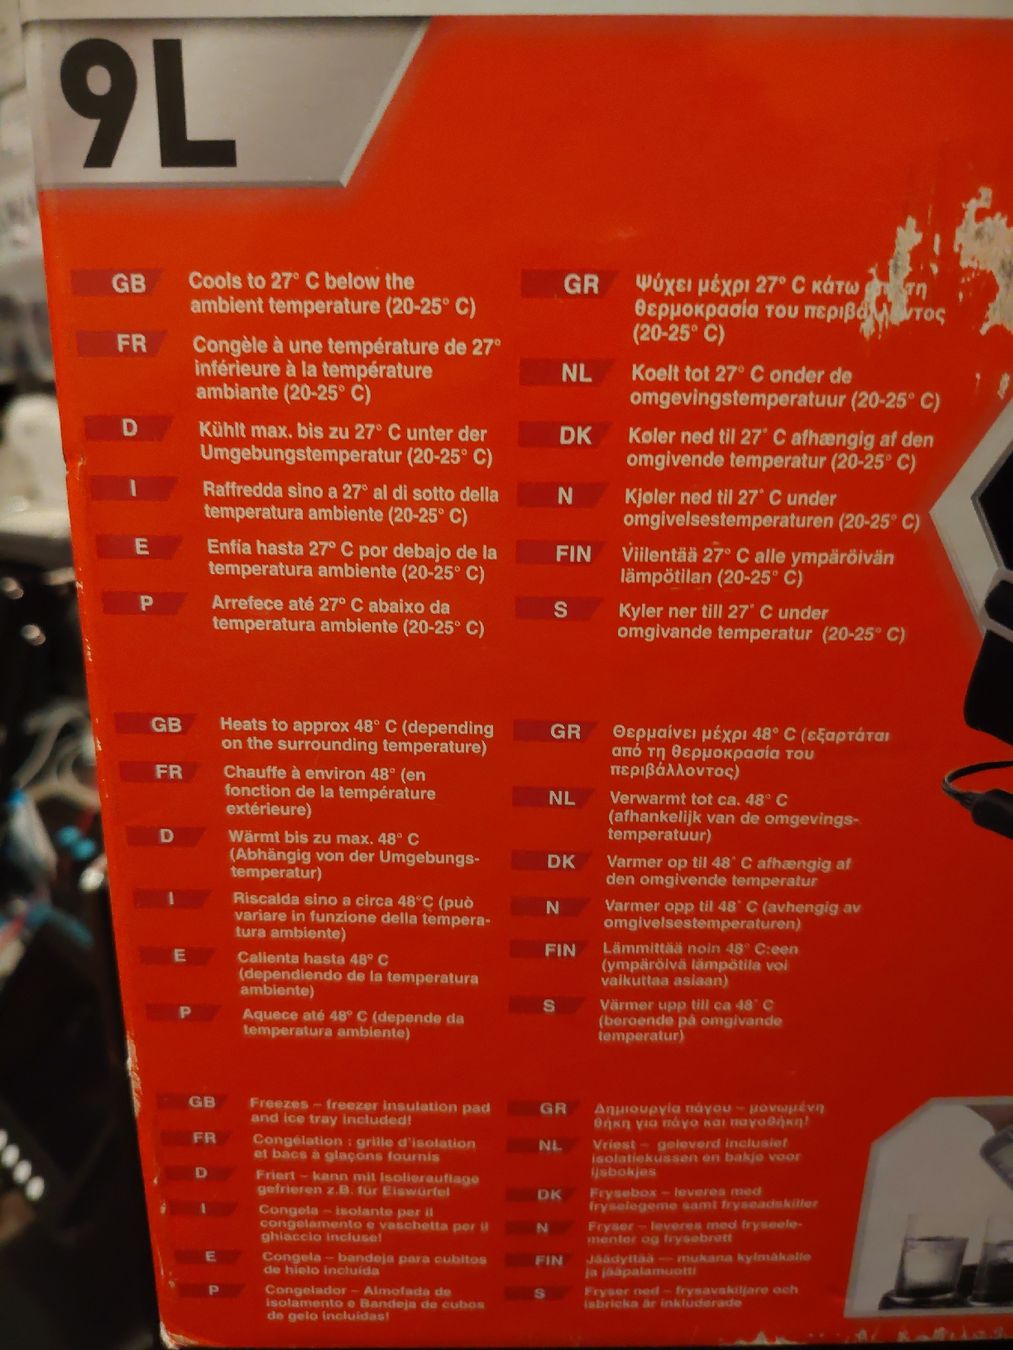 9L
GB Cools to 27° C below the
ambient temperature (20-25° C)
FR Congèle à une température de 27°
inférieure à la température
ambiante (20-25° C)
D Kühlt max. bis zu 27° C unter der
Umgebungstemperatur (20-25° C)
I Raffredda sino a 27° al di sotto della
temperatura ambiente (20-25° C)
E Enfía hasta 27º C por debajo de la
temperatura ambiente (20-25° C)
P Arrefece até 27º C abaixo da
temperatura ambiente (20-25° C)
GR Ψύχει μέχρι 27° C κάτω τη
θερμοκρασία του
(20-25° C)
NL Koelt tot 27° C onder de
omgevingstemperatuur (20-25° C)
DK Køler ned til 27° C afhængig af den
omgivende temperatur (20-25° C)
N Kjøler ned til 27° C under
omgivelsestemperaturen (20-25° C)
FIN Viilentää 27° C alle ympäröivän
lämpötilan (20-25° C)
S Kyler ner till 27° C under
omgivande temperatur (20-25° C)
GB Heats to approx 48° C (depending
on the surrounding temperature)
FR Chauffe à environ 48° (en
fonction de la température
extérieure)
D Wärmt bis zu max. 48° C
(Abhängig von der Umgebungs-
temperatur)
I Riscalda sino a circa 48°C (può
variare in funzione della tempera-
tura ambiente)
E Calienta hasta 48º C
(dependiendo de la temperatura
ambiente)
P Aquece até 48º C (depende da
temperatura ambiente)
GR Θερμαίνει μέχρι 48° C (εξαρτάται
από τη θερμοκρασία του
περιβάλλοντος)
NL Verwarmt tot ca. 48° C
(afhankelijk van de omgevings-
temperatuur)
DK Varmer op til 48° C afhængig af
den omgivende temperatur
N Varmer opp til 48° C (avhengig av
omgivelsestemperaturen)
FIN Lämmittää noin 48° C:een
(ympäröivä lämpötila voi
vaikuttaa asiaan)
S Värmer upp till ca 48° C
(beroende på omgivande
temperatur)
GB Freezes – freezer insulation pad
and ice tray included!
FR Congélation : grille d'isolation
et bacs à glaçons fournis
D Friert – kann mit Isolierauflage
gefrieren z.B. für Eiswürfel
I Congela – isolante per il
congelamento e vaschetta per il
ghiaccio incluse!
E Congela – bandeja para cubitos
de hielo incluida
P Congelador – Almofada de
isolamento e Bandeja de cubos
de gelo incluídas!
GR Δημιουργία πάγου – μονωμένη
θήκη για πάγο και παγοθήκη!
NL Vriest – geleverd inclusief
isolatiekussen en bakje voor
ijsbokjes
DK Frysebox – leveres med
fryselegeme samt fryseadskiller
N Fryser – leveres med fryseele-
menter og frysebrett
FIN Jäädyttää — mukana kylmäkalle
ja jääpalamuotti
S Fryser ned – frysavskiljare och
isbricka är inkluderade